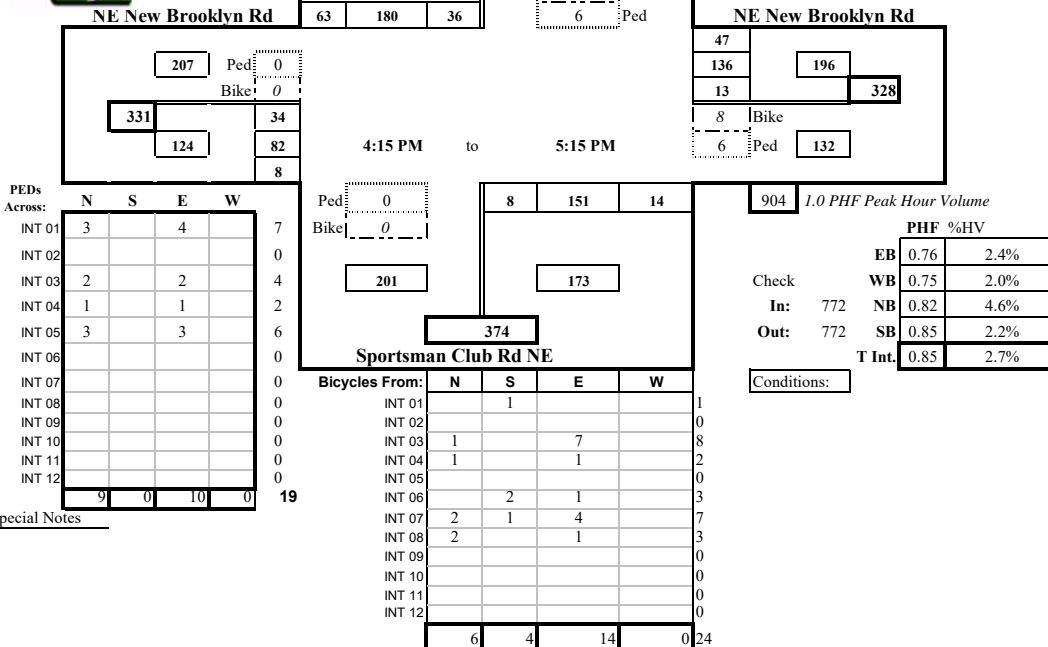 NE New Brooklyn Rd 63 180 36 6 Ped NE New Brooklyn Rd
47
207 Ped 0 136 196
Bike 0 13 328
331 34 8 Bike
124 82 4:15 PM to 5:15 PM 6 Ped 132
8
PEDs Across: N S E W Ped 0 8 151 14 904 1.0 PHF Peak Hour Volume
INT 01 3 4 7 Bike 0 PHF %HV
INT 02 0 EB 0.76 2.4%
INT 03 2 2 4 201 173 Check WB 0.75 2.0%
INT 04 1 1 2 In: 772 NB 0.82 4.6%
INT 05 3 3 6 374 Out: 772 SB 0.85 2.2%
INT 06 0 Sportsman Club Rd NE T Int. 0.85 2.7%
INT 07 0 Bicycles From: N S E W Conditions:
INT 08 0 INT 01 1 1
INT 09 0 INT 02 0
INT 10 0 INT 03 1 7 8
INT 11 0 INT 04 1 1 2
INT 12 0 INT 05 0
9 0 10 0 19 INT 06 2 1 3
pecial Notes INT 07 2 1 4 7
INT 08 2 1 3
INT 09 0
INT 10 0
INT 11 0
INT 12 0
6 4 14 0 24